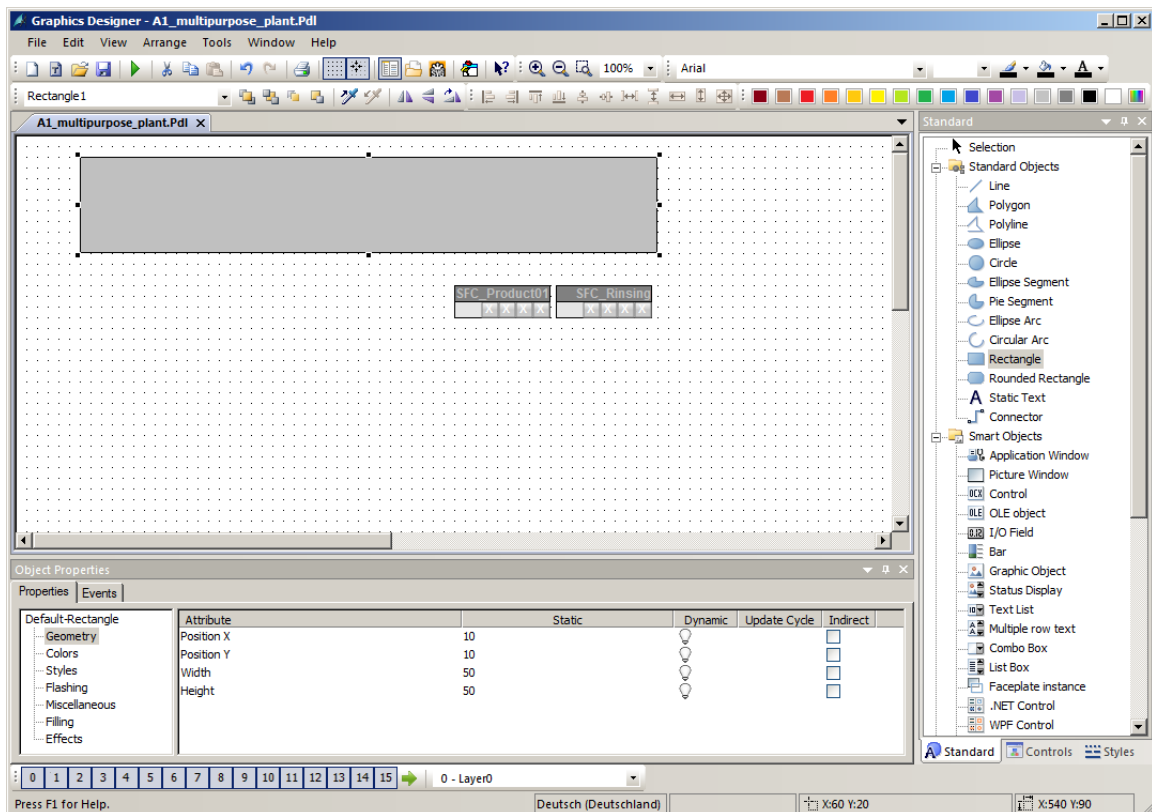 Graphics Designer - A1_multipurpose_plant.Pdl
File Edit View Arrange Tools Window Help
100% Arial
Rectangle1
A1_multipurpose_plant.Pdl X
SFC_Product01 SFC_Rinsing
X X X X X X X X
Standard
Selection
Standard Objects
Line
Polygon
Polyline
Ellipse
Circle
Ellipse Segment
Pie Segment
Ellipse Arc
Circular Arc
Rectangle
Rounded Rectangle
A Static Text
Connector
Smart Objects
Application Window
Picture Window
OCX Control
OLE OLE object
0.12 I/O Field
Bar
Graphic Object
Status Display
Text List
Multiple row text
Combo Box
List Box
Faceplate instance
.NET Control
WPF Control
Standard Controls Styles
Object Properties
Properties Events
Default-Rectangle
Geometry
Colors
Styles
Flashing
Miscellaneous
Filling
Effects
Attribute Static Dynamic Update Cycle Indirect
Position X 10
Position Y 10
Width 50
Height 50
0 1 2 3 4 5 6 7 8 9 10 11 12 13 14 15 0 - Layer0
Press F1 for Help. Deutsch (Deutschland) X:60 Y:20 X:540 Y:90